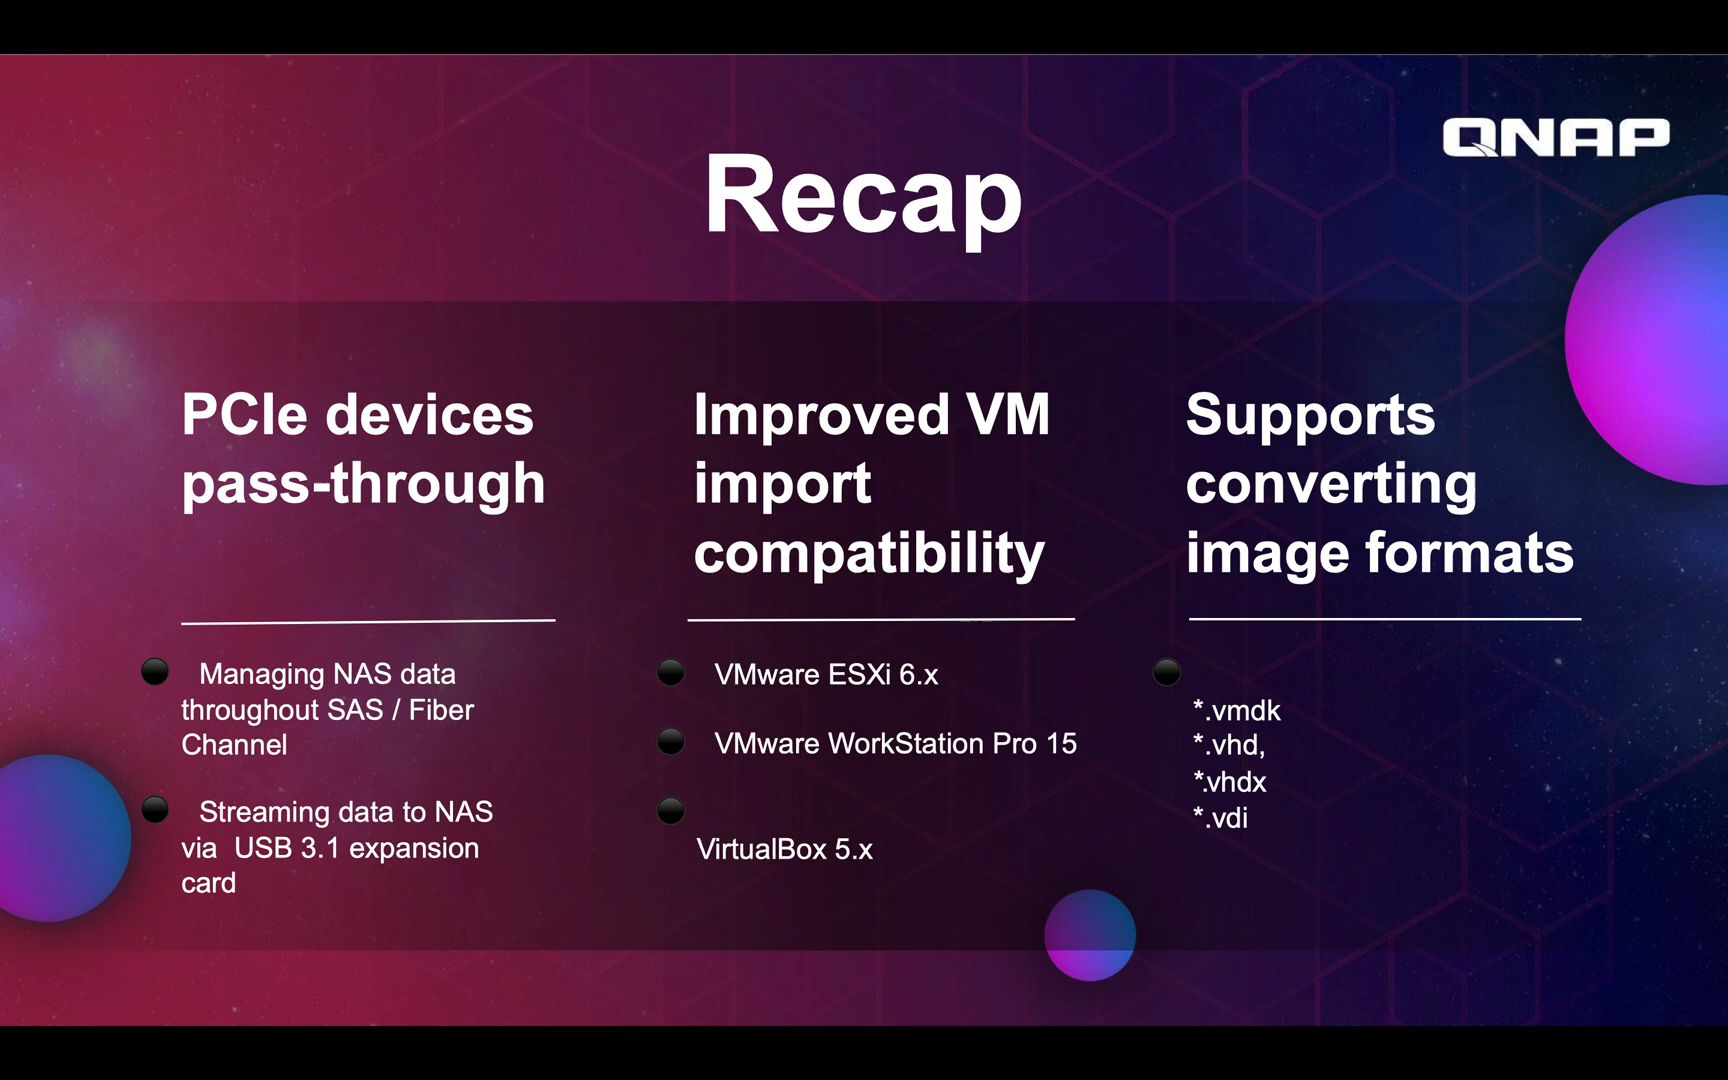 QNAP
Recap
PCIe devices
pass-through
Managing NAS data
throughout SAS / Fiber
Channel
Streaming data to NAS
via  USB 3.1 expansion
card
Improved VM
import
compatibility
VMware ESXi 6.x
VMware WorkStation Pro 15
VirtualBox 5.x
Supports
converting
image formats
*.vmdk
*.vhd,
*.vhdx
*.vdi